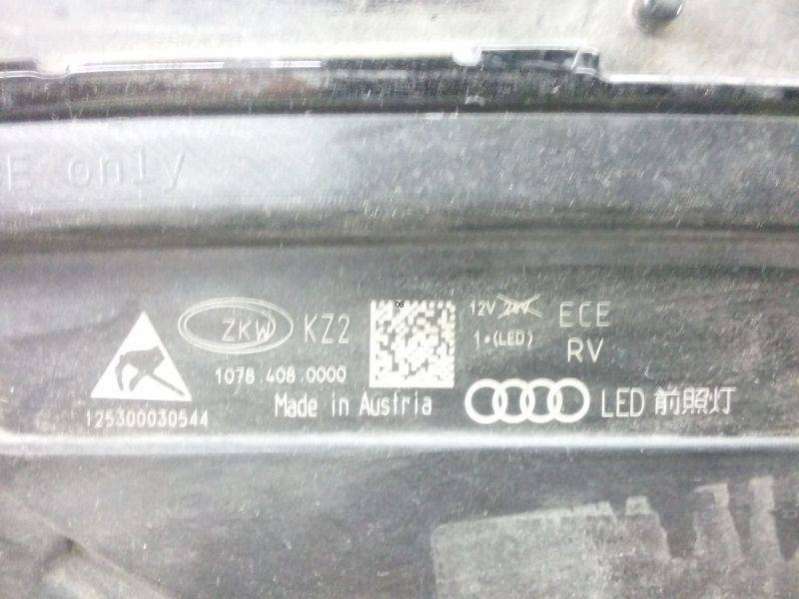 only
12V 24V ECE
ZKW KZ2
1•(LED) RV
1078.408.0000
Made in Austria LED 前照灯
125300030544